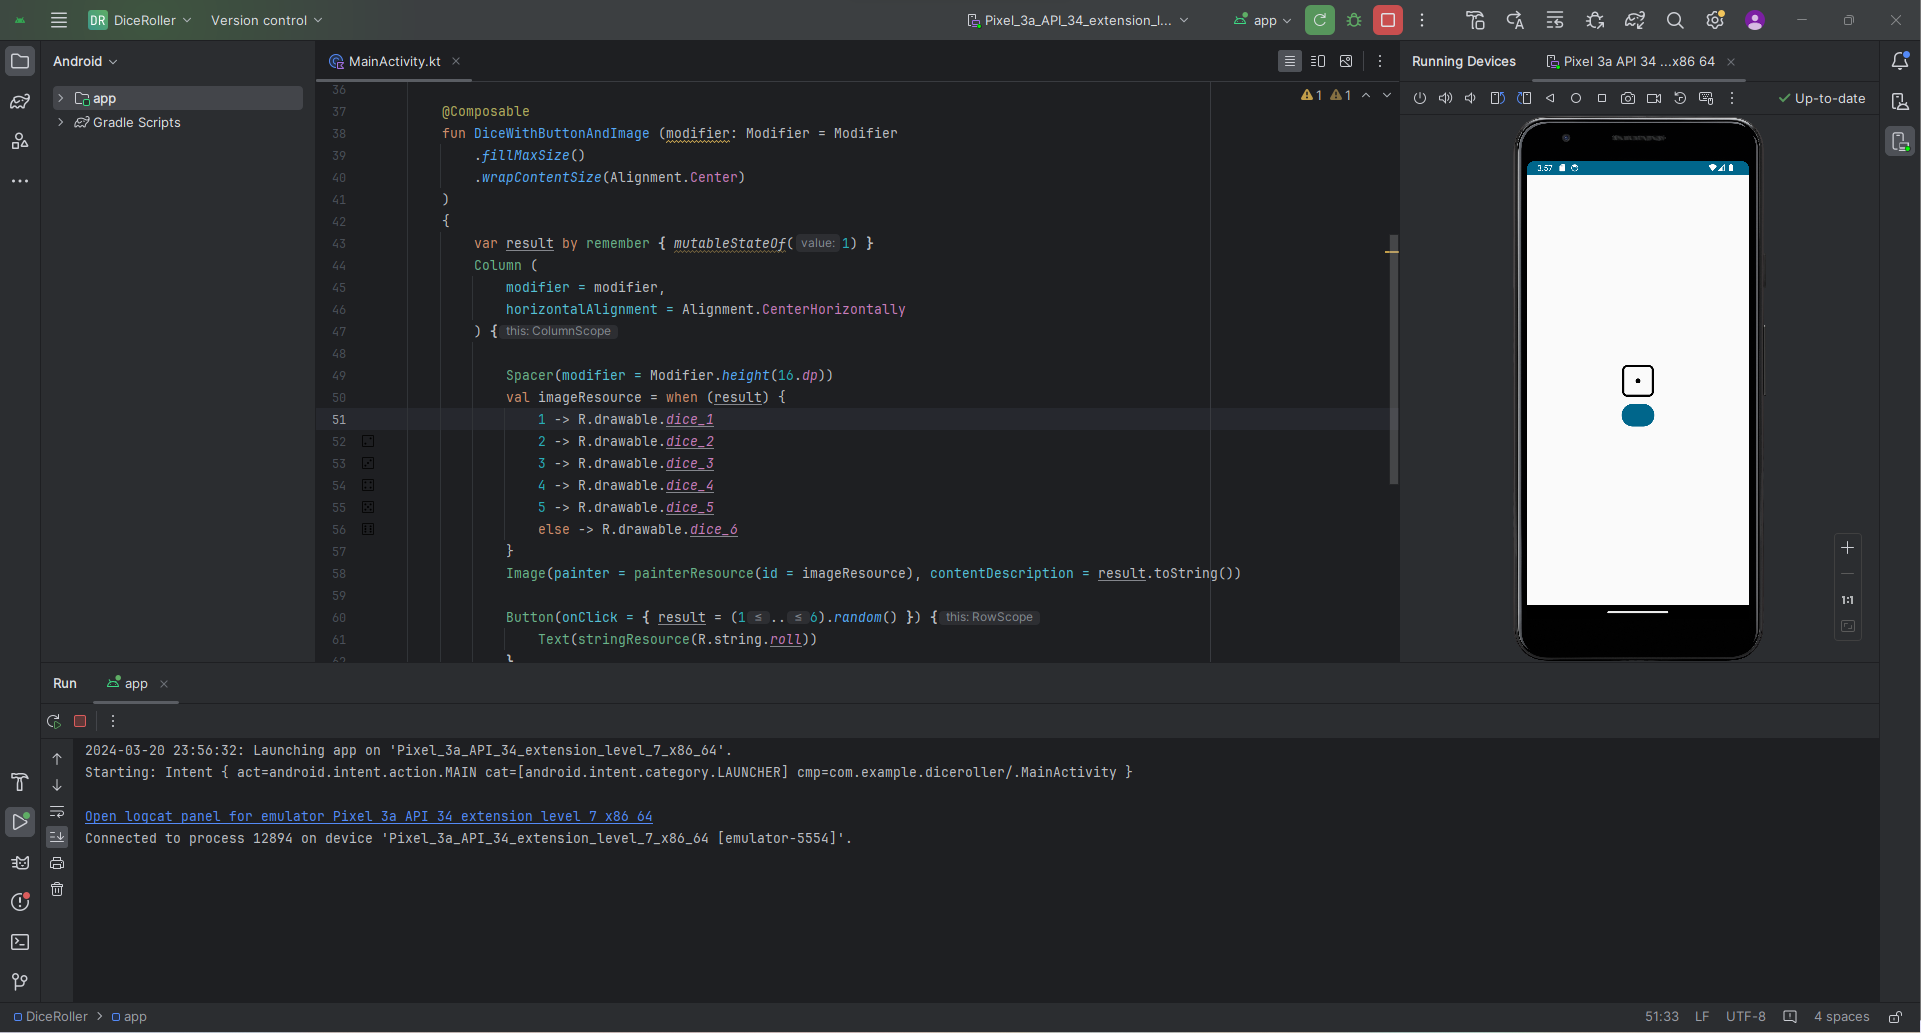 DR DiceRoller Version control Pixel_3a_API_34_extension_l... app
Android
app
Gradle Scripts
MainActivity.kt
1 1
36
37 @Composable
38 fun DiceWithButtonAndImage (modifier: Modifier = Modifier
39 .fillMaxSize()
40 .wrapContentSize(Alignment.Center)
41 )
42 {
43 var result by remember { mutableStateOf( value: 1) }
44 Column (
45 modifier = modifier,
46 horizontalAlignment = Alignment.CenterHorizontally
47 ) { this: ColumnScope
48
49 Spacer(modifier = Modifier.height(16.dp))
50 val imageResource = when (result) {
51 1 -> R.drawable.dice_1
52 2 -> R.drawable.dice_2
53 3 -> R.drawable.dice_3
54 4 -> R.drawable.dice_4
55 5 -> R.drawable.dice_5
56 else -> R.drawable.dice_6
57 }
58 Image(painter = painterResource(id = imageResource), contentDescription = result.toString())
59
60 Button(onClick = { result = (1 ≤ .. ≤ 6).random() }) { this: RowScope
61 Text(stringResource(R.string.roll))
62 }
Running Devices Pixel 3a API 34 ...x86 64
Up-to-date
1:1
Run app
2024-03-20 23:56:32: Launching app on 'Pixel_3a_API_34_extension_level_7_x86_64'.
Starting: Intent { act=android.intent.action.MAIN cat=[android.intent.category.LAUNCHER] cmp=com.example.diceroller/.MainActivity }
Open logcat panel for emulator Pixel 3a API 34 extension level 7 x86 64
Connected to process 12894 on device 'Pixel_3a_API_34_extension_level_7_x86_64 [emulator-5554]'.
DiceRoller > app
51:33 LF UTF-8 4 spaces